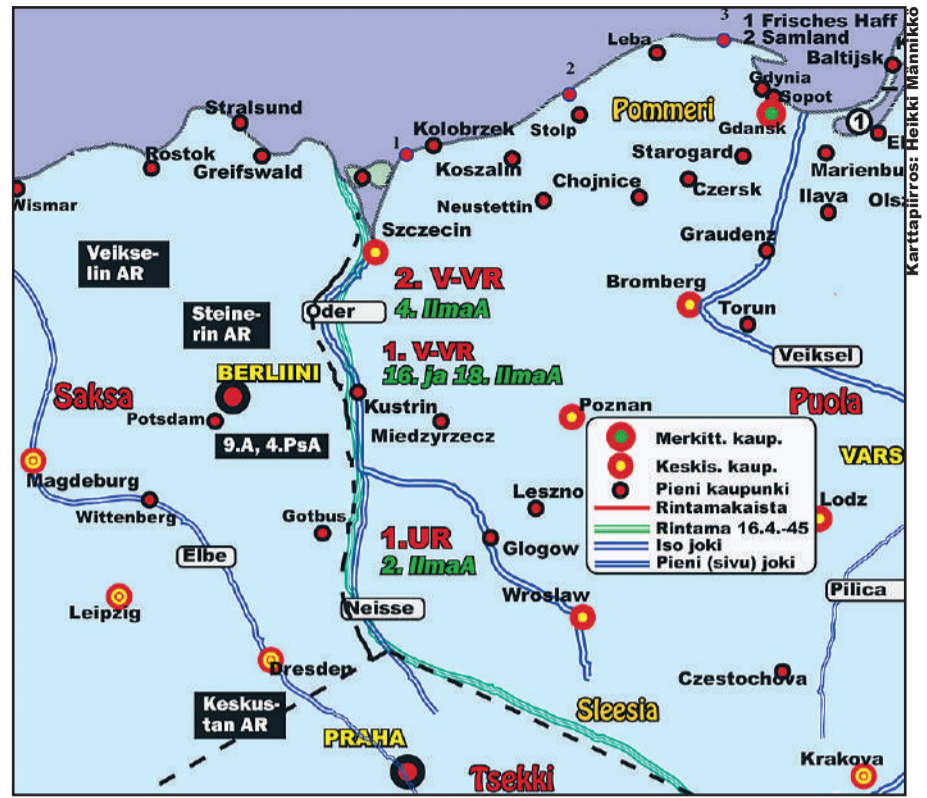 3
1 Frisches Haff
2 Samland
Leba
Baltijsk
K
2
Gdynia
Sopot
Stralsund
Pommeri
Kolobrzek
Stolp
Gdansk
1
1
El
Rostok
Greifswald
Koszalin
Starogard
Marienbu
Chojnice
Czersk
Wismar
Neustettin
Ilava
Olsz
Szczecin
Graudenz
Veikse-
lin AR
2. V-VR
Bromberg
4. IlmaA
Oder
Torun
Steine-
rin AR
1. V-VR
Veiksel
BERLIINI
16. ja 18. IlmaA
Saksa
Kustrin
Poznan
Puola
Potsdam
Miedzyrzecz
9.A, 4.PsA
Merkitt. kaup.
VARS
Keskis. kaup.
Magdeburg
Leszno
Pieni kaupunki
Lodz
Wittenberg
Gotbus
Rintamakaista
Rintama 16.4.-45
1.UR
Glogow
Iso joki
Elbe
2. IlmaA
Pieni (sivu) joki
Wroslaw
Pilica
Leipzig
Neisse
Dresden
Czestochova
Keskus-
tan AR
Sleesia
PRAHA
Krakova
Tsekki
Karttapiirros: Heikki Männikkö